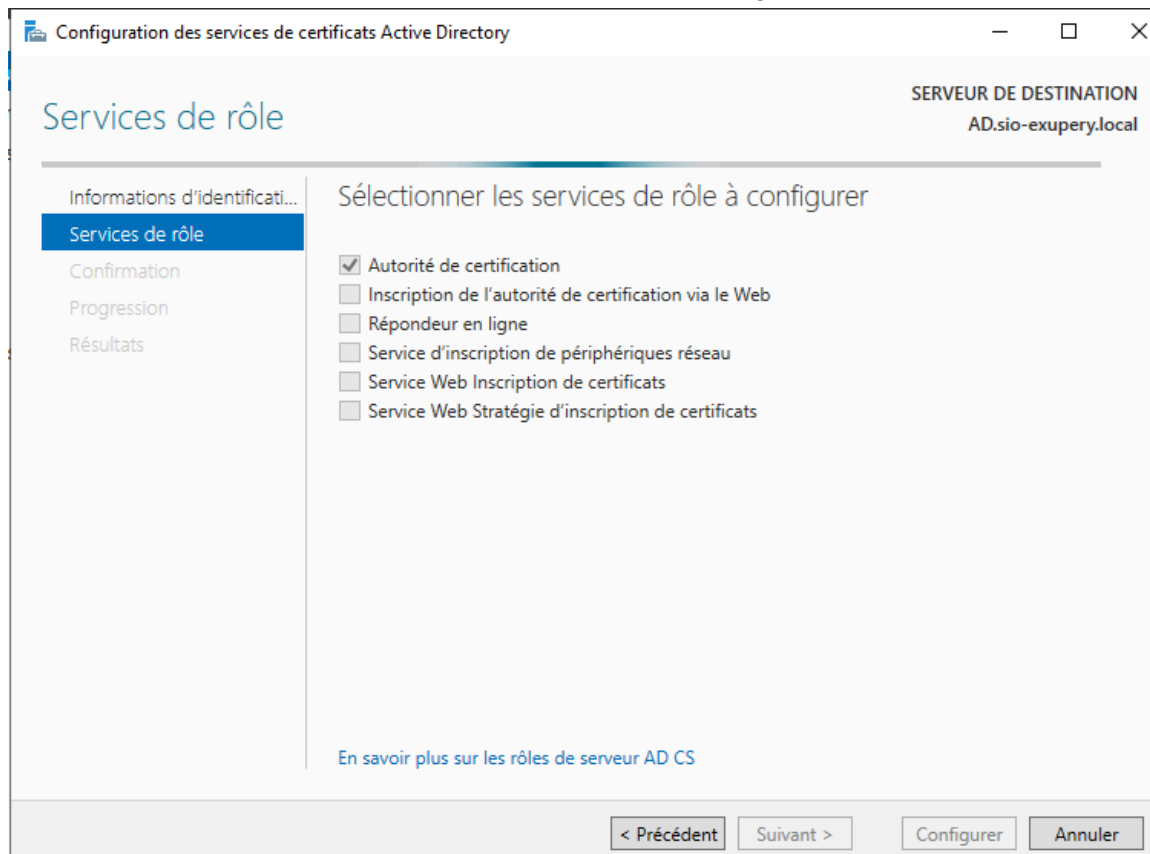 Configuration des services de certificats Active Directory
Services de rôle
SERVEUR DE DESTINATION
AD.sio-exupery.local
Informations d'identificati...
Services de rôle
Confirmation
Progression
Résultats
Sélectionner les services de rôle à configurer
Autorité de certification
Inscription de l'autorité de certification via le Web
Répondeur en ligne
Service d'inscription de périphériques réseau
Service Web Inscription de certificats
Service Web Stratégie d'inscription de certificats
En savoir plus sur les rôles de serveur AD CS
< Précédent
Suivant >
Configurer
Annuler